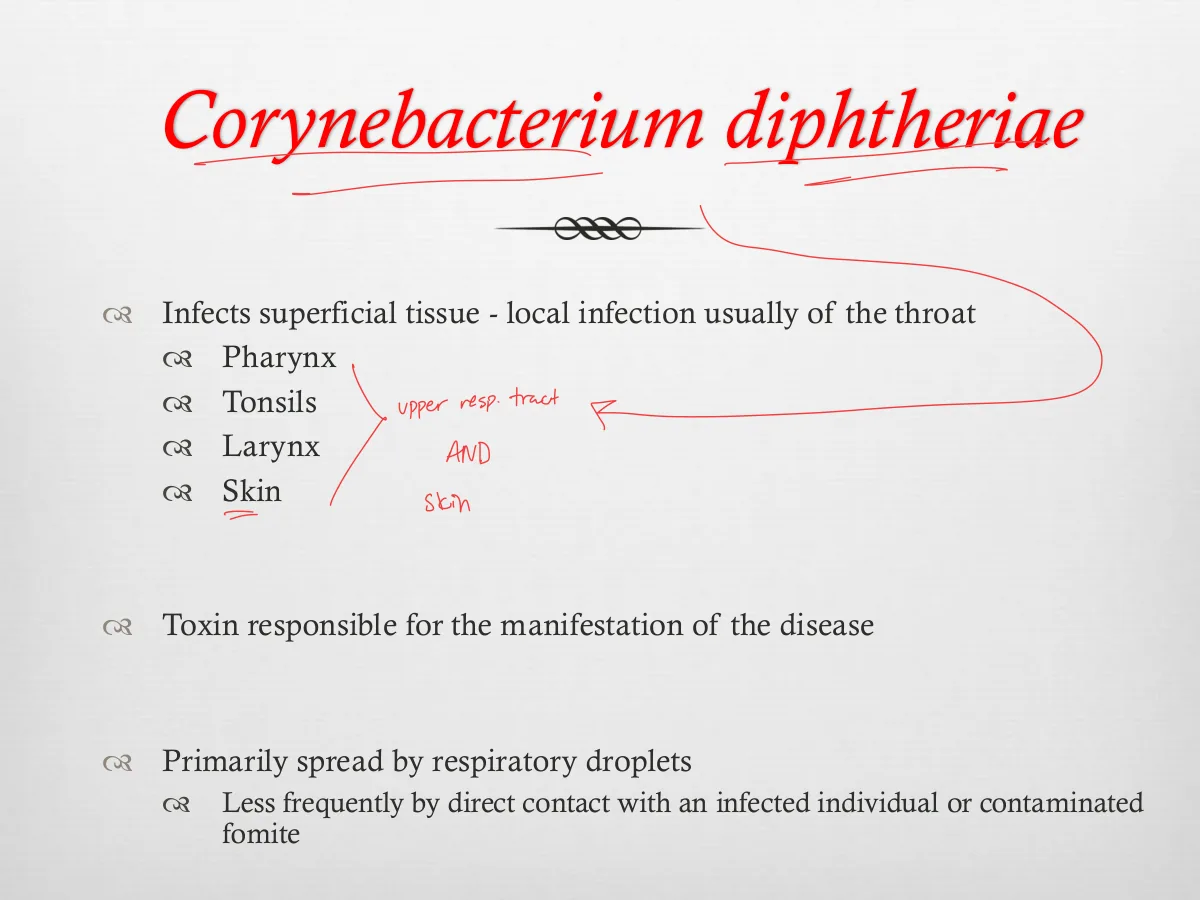 Corynebacterium diphtheriae
Infects superficial tissue - local infection usually of the throat
Pharynx
Tonsils
Larynx
Skin
upper resp. tract
AND
skin
Toxin responsible for the manifestation of the disease
Primarily spread by respiratory droplets
Less frequently by direct contact with an infected individual or contaminated
fomite